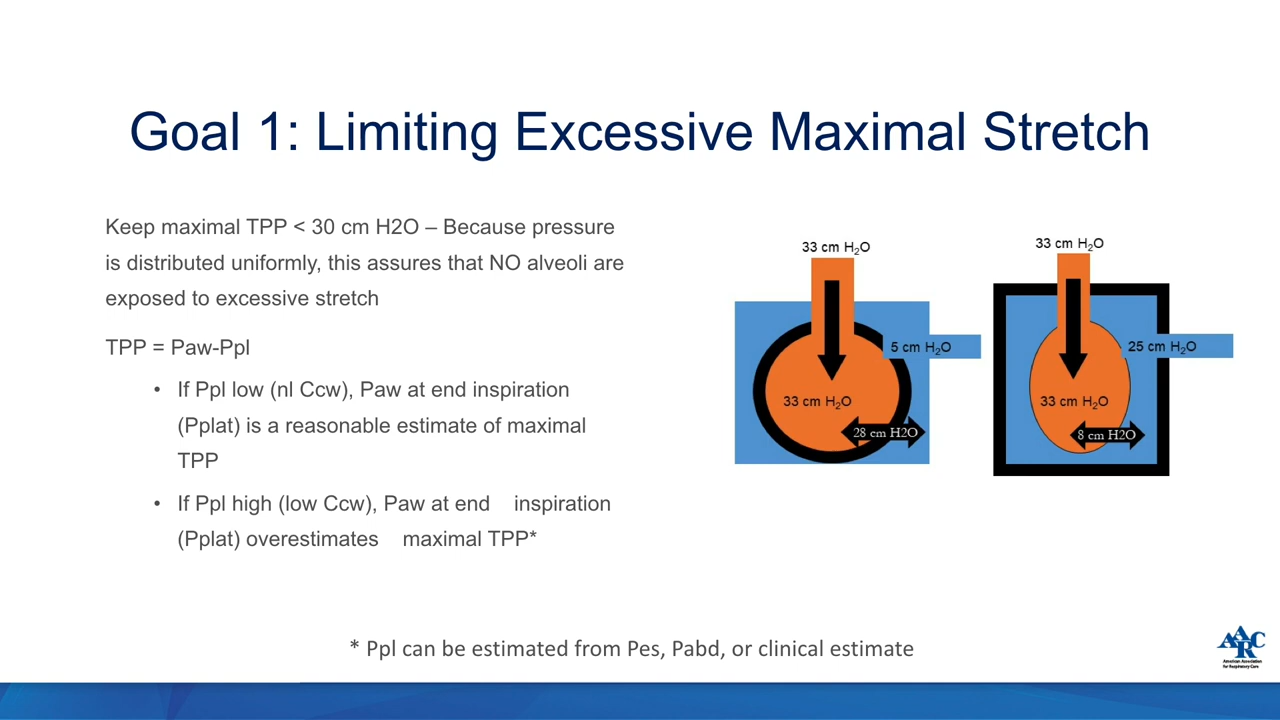 Goal 1: Limiting Excessive Maximal Stretch
Keep maximal TPP < 30 cm H2O – Because pressure
is distributed uniformly, this assures that NO alveoli are
exposed to excessive stretch
TPP = Paw-Ppl
• If Ppl low (nl Ccw), Paw at end inspiration
(Pplat) is a reasonable estimate of maximal
TPP
• If Ppl high (low Ccw), Paw at end inspiration
(Pplat) overestimates maximal TPP*
33 cm H₂O
5 cm H₂O
33 cm H₂O
28 cm H2O
33 cm H₂O
25 cm H₂O
33 cm H₂O
8 cm H2O
* Ppl can be estimated from Pes, Pabd, or clinical estimate
AARC
American Association
for Respiratory Care